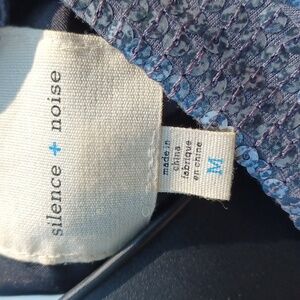 silence + noise
made in
china
fabriqué
en chine
M